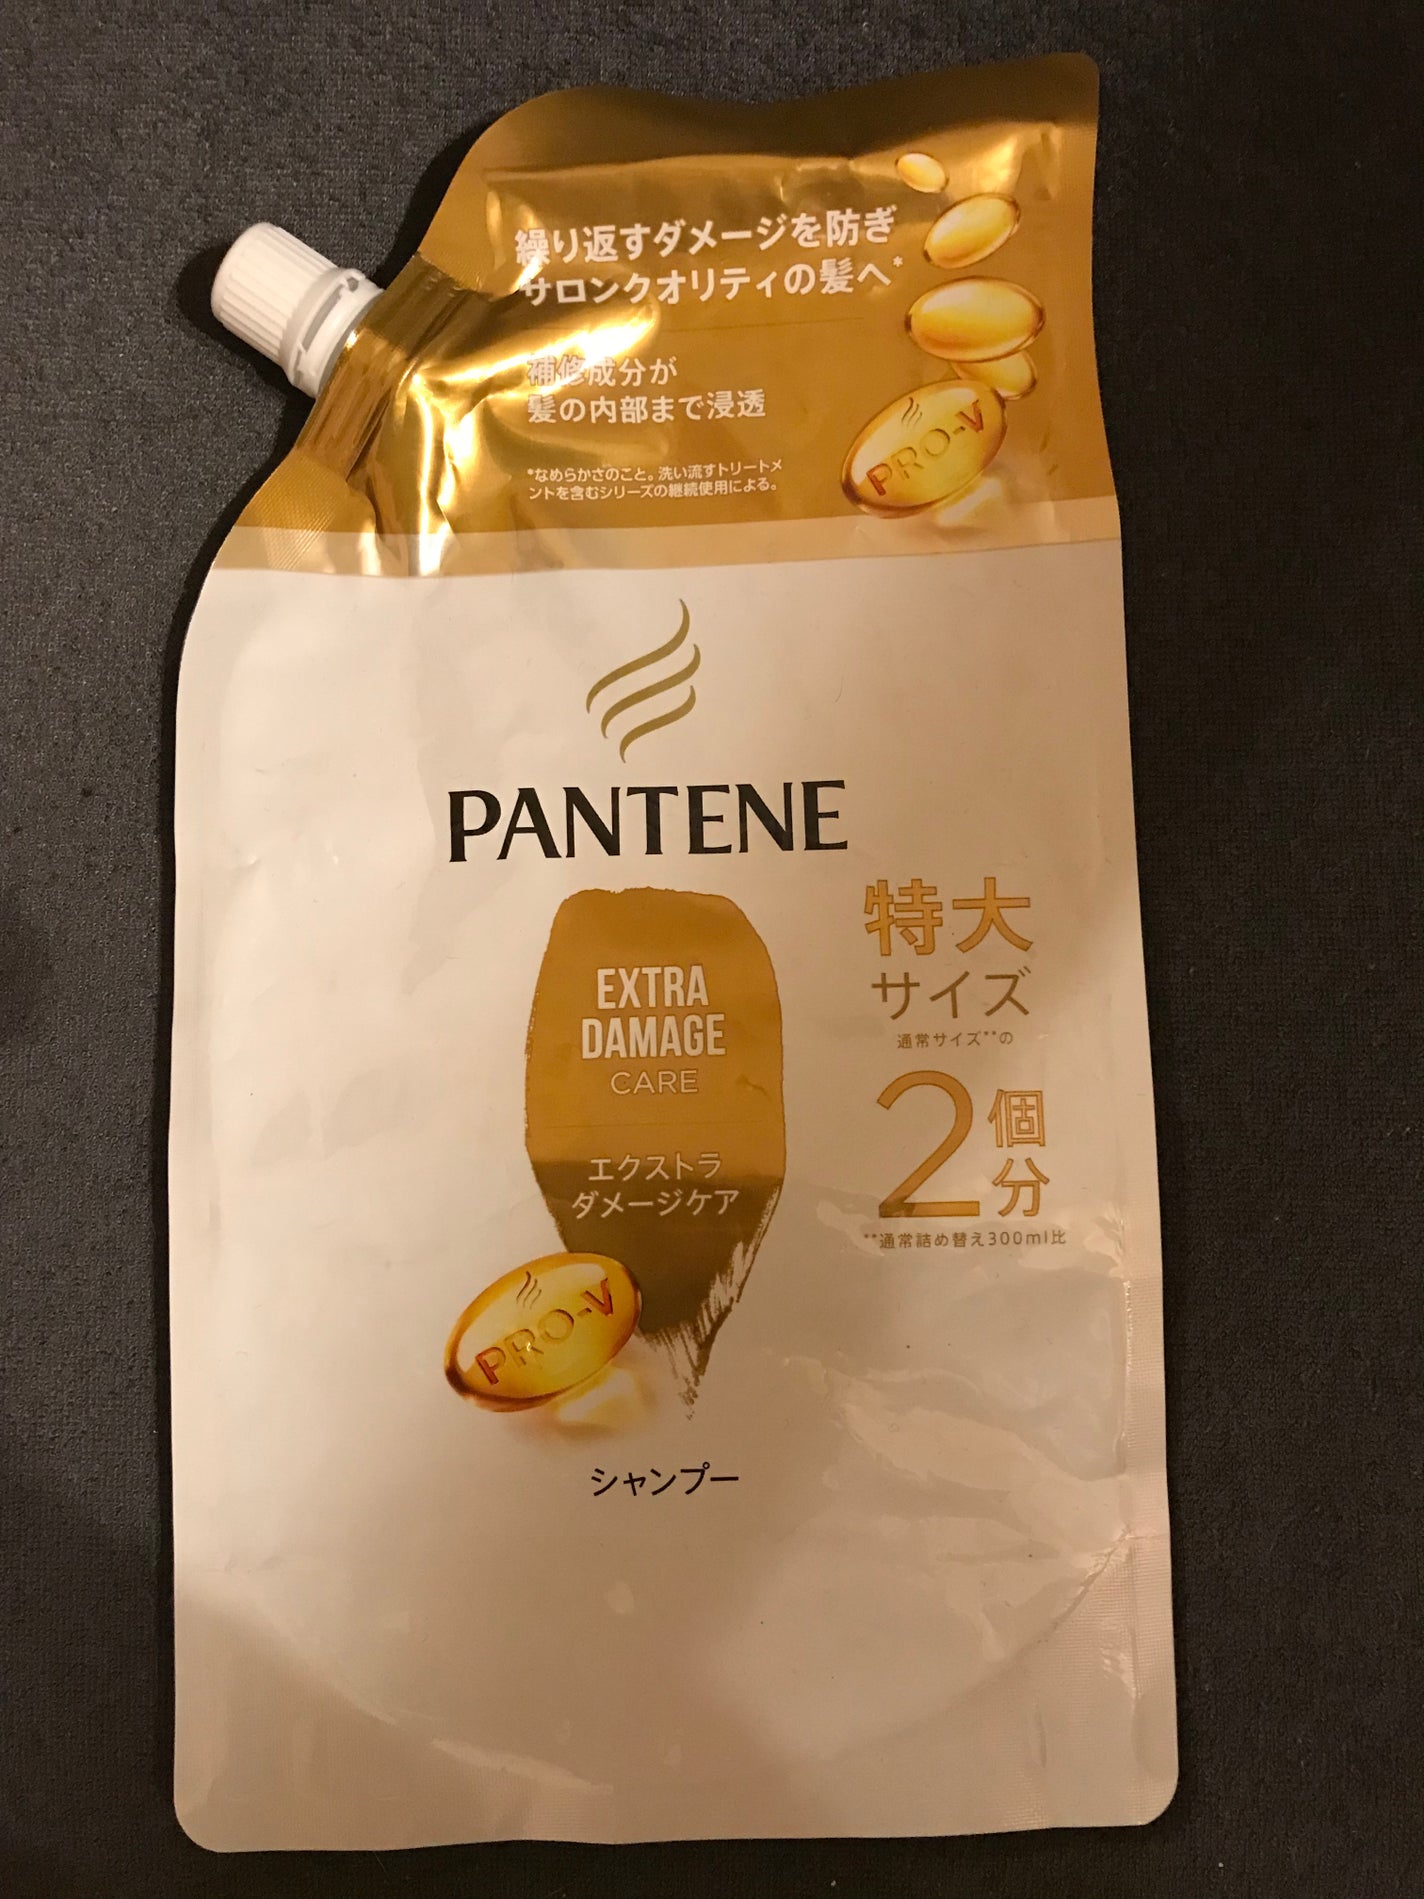 繰り返すダメージを防ぎ
サロンクオリティの髪へ*
補修成分が
髪の内部まで浸透
*なめらかさのこと。洗い流すトリートメ
ントを含むシリーズの継続使用による。
PRO-V
PANTENE
EXTRA
DAMAGE
CARE
エクストラ
ダメージケア
特大
サイズ
通常サイズ**の
2個分
**通常詰め替え300ml比
PRO-V
シャンプー